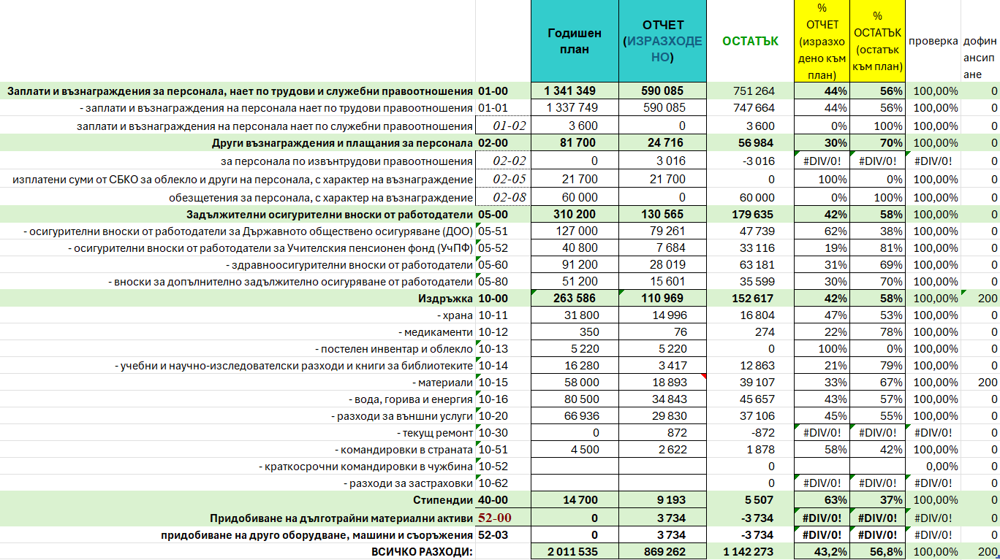 Годишен план | ОТЧЕТ (ИЗРАЗХОДЕНО) | ОСТАТЪК | % ОТЧЕТ (изразходено към план) | % ОСТАТЪК (остатък към план) | проверка | дофинансипане
Заплати и възнаграждения за персонала, нает по трудови и служебни правоотношения 01-00 1 341 349 590 085 751 264 44% 56% 100,00% 0
- заплати и възнаграждения на персонала нает по трудови правоотношения 01-01 1 337 749 590 085 747 664 44% 56% 100,00% 0
заплати и възнаграждения на персонала нает по служебни правоотношения 01-02 3 600 0 3 600 0% 100% 100,00% 0
Други възнаграждения и плащания за персонала 02-00 81 700 24 716 56 984 30% 70% 100,00% 0
за персонала по извънтрудови правоотношения 02-02 0 3 016 -3 016 #DIV/0! #DIV/0! #DIV/0! 0
изплатени суми от СБКО за облекло и други на персонала, с характер на възнаграждение 02-05 21 700 21 700 0 100% 0% 100,00% 0
обезщетения за персонала, с характер на възнаграждение 02-08 60 000 0 60 000 0% 100% 100,00% 0
Задължителни осигурителни вноски от работодатели 05-00 310 200 130 565 179 635 42% 58% 100,00% 0
- осигурителни вноски от работодатели за Държавното обществено осигуряване (ДОО) 05-51 127 000 79 261 47 739 62% 38% 100,00% 0
- осигурителни вноски от работодатели за Учителския пенсионен фонд (УчПФ) 05-52 40 800 7 684 33 116 19% 81% 100,00% 0
- здравноосигурителни вноски от работодатели 05-60 91 200 28 019 63 181 31% 69% 100,00% 0
- вноски за допълнително задължително осигуряване от работодатели 05-80 51 200 15 601 35 599 30% 70% 100,00% 0
Издръжка 10-00 263 586 110 969 152 617 42% 58% 100,00% 200
- храна 10-11 31 800 14 996 16 804 47% 53% 100,00% 0
- медикаменти 10-12 350 76 274 22% 78% 100,00% 0
- постелен инвентар и облекло 10-13 5 220 5 220 0 100% 0% 100,00% 0
- учебни и научно-изследователски разходи и книги за библиотеките 10-14 16 280 3 417 12 863 21% 79% 100,00% 0
- материали 10-15 58 000 18 893 39 107 33% 67% 100,00% 200
- вода, горива и енергия 10-16 80 500 34 843 45 657 43% 57% 100,00% 0
- разходи за външни услуги 10-20 66 936 29 830 37 106 45% 55% 100,00% 0
- текущ ремонт 10-30 0 872 -872 #DIV/0! #DIV/0! #DIV/0! 0
- командировки в страната 10-51 4 500 2 622 1 878 58% 42% 100,00% 0
- краткосрочни командировки в чужбина 10-52 0 0,00% 0
- разходи за застраховки 10-62 0 #DIV/0! #DIV/0! #DIV/0! 0
Стипендии 40-00 14 700 9 193 5 507 63% 37% 100,00% 0
Придобиване на дълготрайни материални активи 52-00 0 3 734 -3 734 #DIV/0! #DIV/0! #DIV/0! 0
придобиване на друго оборудване, машини и съоръжения 52-03 0 3 734 -3 734 #DIV/0! #DIV/0! #DIV/0! 0
ВСИЧКО РАЗХОДИ: 2 011 535 869 262 1 142 273 43,2% 56,8% 100,00% 200